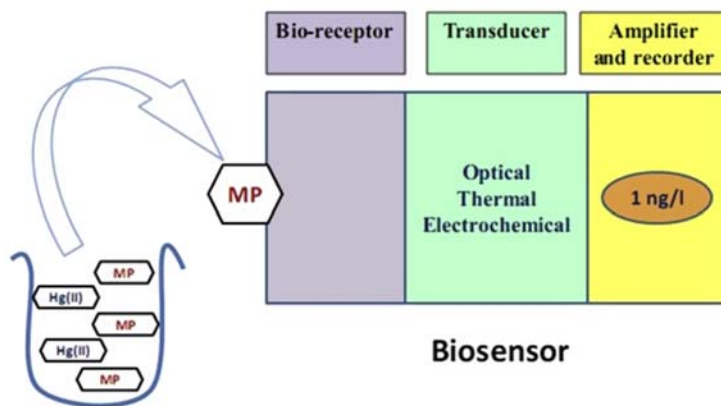 Bio-receptor
Transducer
Amplifier
and recorder
MP
Optical
Thermal
Electrochemical
1 ng/l
MP
Hg(II)
MP
Hg(II)
MP
Biosensor